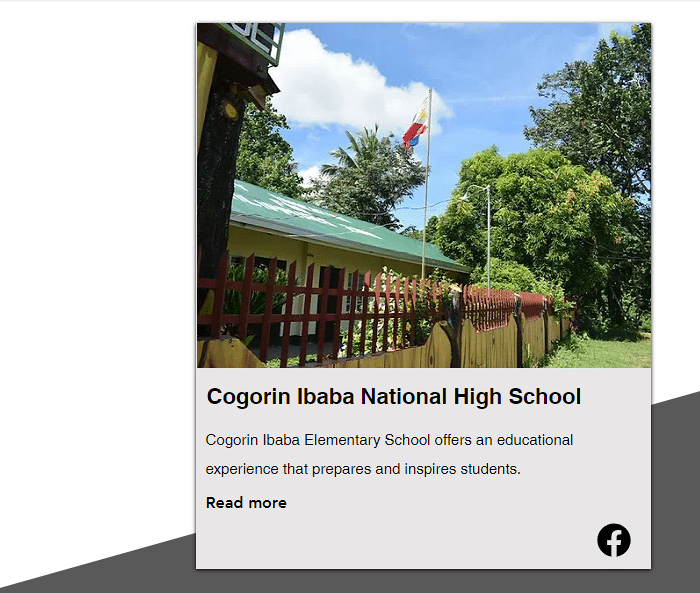 Cogorin Ibaba National High School
Cogorin Ibaba Elementary School offers an educational
experience that prepares and inspires students.
Read more